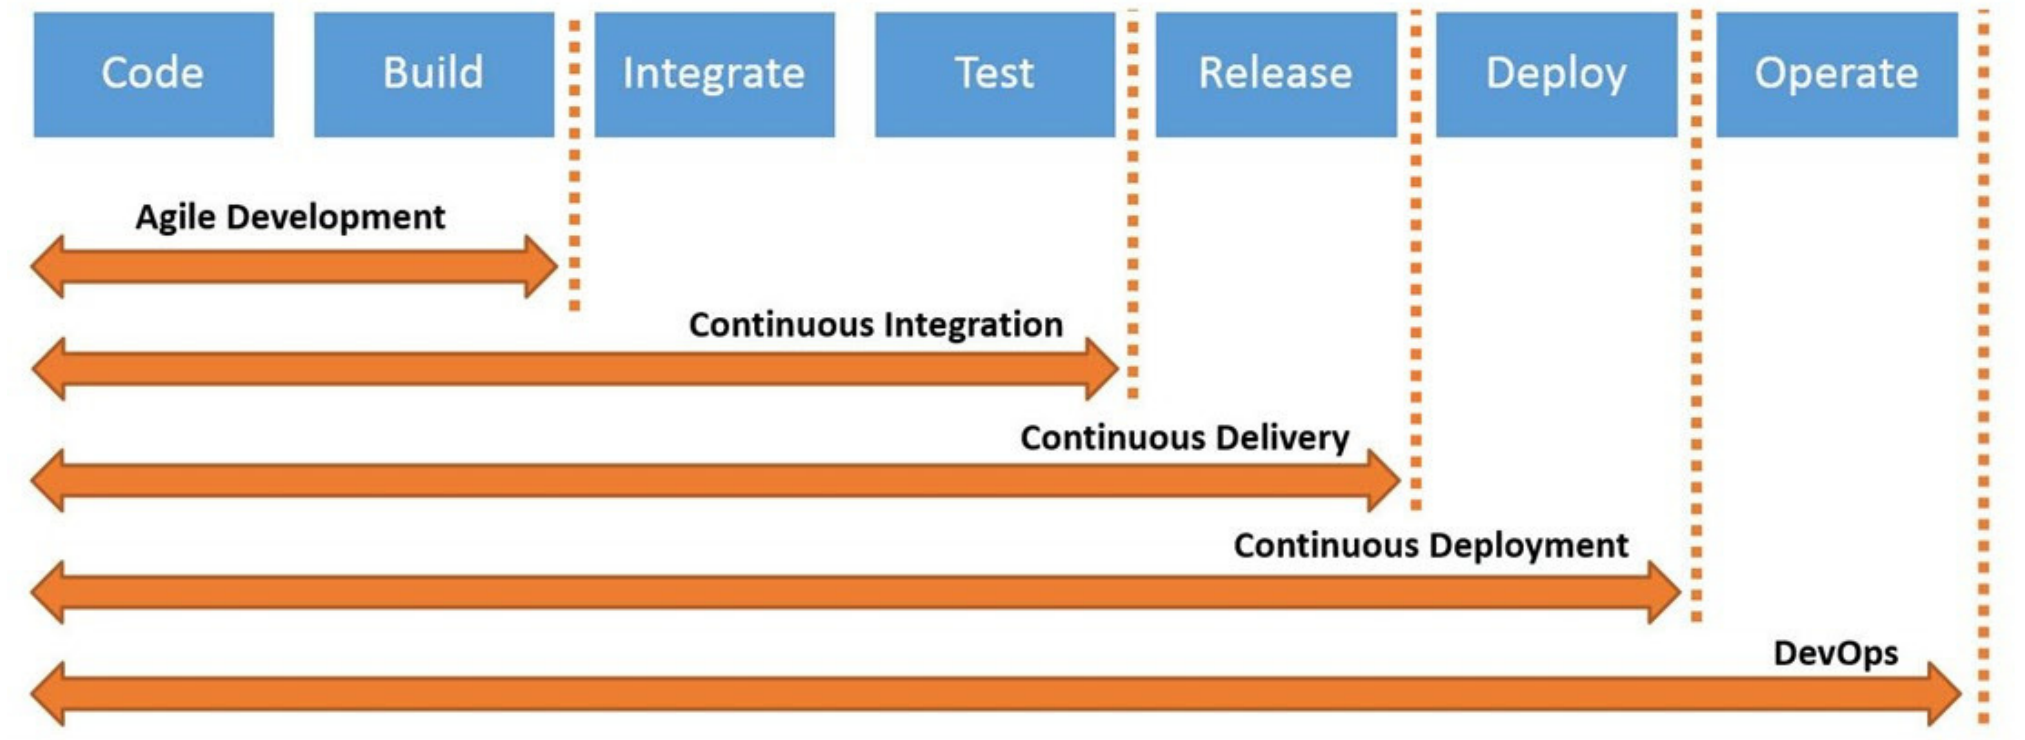 Code
Build
Integrate
Test
Release
Deploy
Operate
Agile Development
Continuous Integration
Continuous Delivery
Continuous Deployment
DevOps